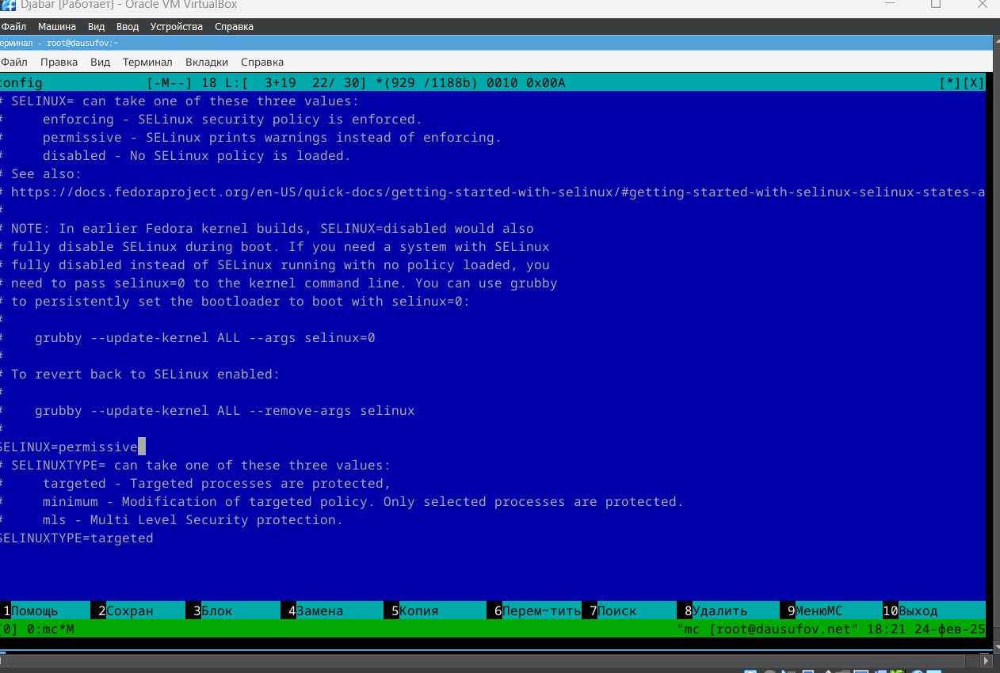 Djabar [Работает] - Oracle VM VirtualBox
Файл Машина Вид Ввод Устройства Справка
ерминал - root@dausufov:~
Файл Правка Вид Терминал Вкладки Справка
config [-M--] 18 L:[ 3+19 22/ 30] *(929 /1188b) 0010 0x00A [*][X]
# SELINUX= can take one of these three values:
# enforcing - SELinux security policy is enforced.
# permissive - SELinux prints warnings instead of enforcing.
# disabled - No SELinux policy is loaded.
# See also:
# https://docs.fedoraproject.org/en-US/quick-docs/getting-started-with-selinux/#getting-started-with-selinux-selinux-states-a
#
# NOTE: In earlier Fedora kernel builds, SELINUX=disabled would also
# fully disable SELinux during boot. If you need a system with SELinux
# fully disabled instead of SELinux running with no policy loaded, you
# need to pass selinux=0 to the kernel command line. You can use grubby
# to persistently set the bootloader to boot with selinux=0:
#
# grubby --update-kernel ALL --args selinux=0
#
# To revert back to SELinux enabled:
#
# grubby --update-kernel ALL --remove-args selinux
#
SELINUX=permissive
# SELINUXTYPE= can take one of these three values:
# targeted - Targeted processes are protected,
# minimum - Modification of targeted policy. Only selected processes are protected.
# mls - Multi Level Security protection.
SELINUXTYPE=targeted
1Помощь 2Сохран 3Блок 4Замена 5Копия 6Перем~тить 7Поиск 8Удалить 9МенюMC 10Выход
[0] 0:mc*M "mc [root@dausufov.net" 18:21 24-фев-25